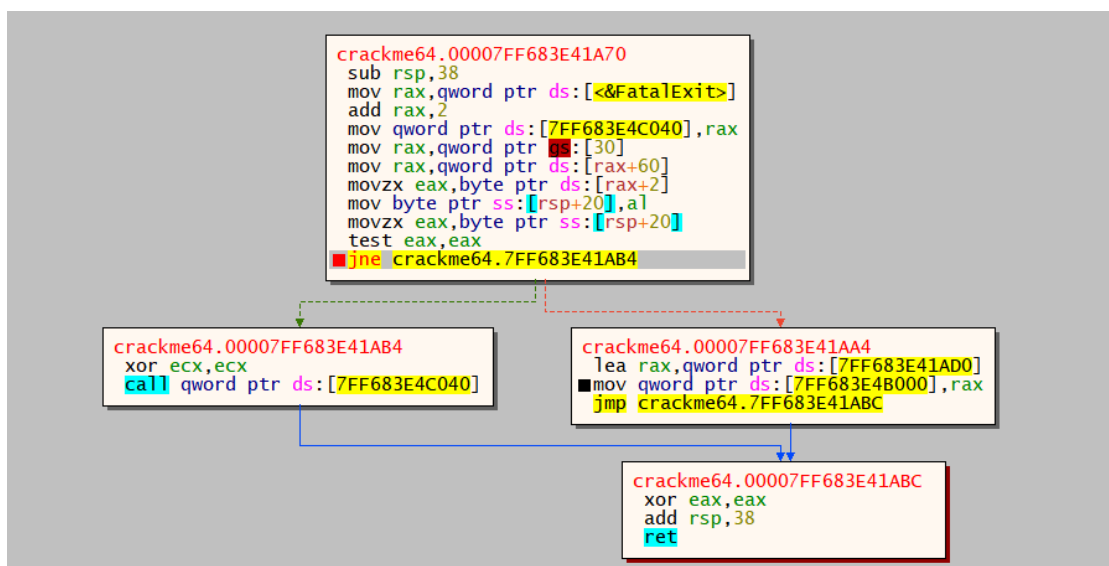 crackme64.00007FF683E41A70
sub rsp,38
mov rax,qword ptr ds:[<&FatalExit>]
add rax,2
mov qword ptr ds:[7FF683E4C040],rax
mov rax,qword ptr gs:[30]
mov rax,qword ptr ds:[rax+60]
movzx eax,byte ptr ds:[rax+2]
mov byte ptr ss:[rsp+20],al
movzx eax,byte ptr ss:[rsp+20]
test eax,eax
jne crackme64.7FF683E41AB4
crackme64.00007FF683E41AB4
xor ecx,ecx
call qword ptr ds:[7FF683E4C040]
crackme64.00007FF683E41AA4
lea rax,qword ptr ds:[7FF683E41AD0]
mov qword ptr ds:[7FF683E4B000],rax
jmp crackme64.7FF683E41ABC
crackme64.00007FF683E41ABC
xor eax,eax
add rsp,38
ret